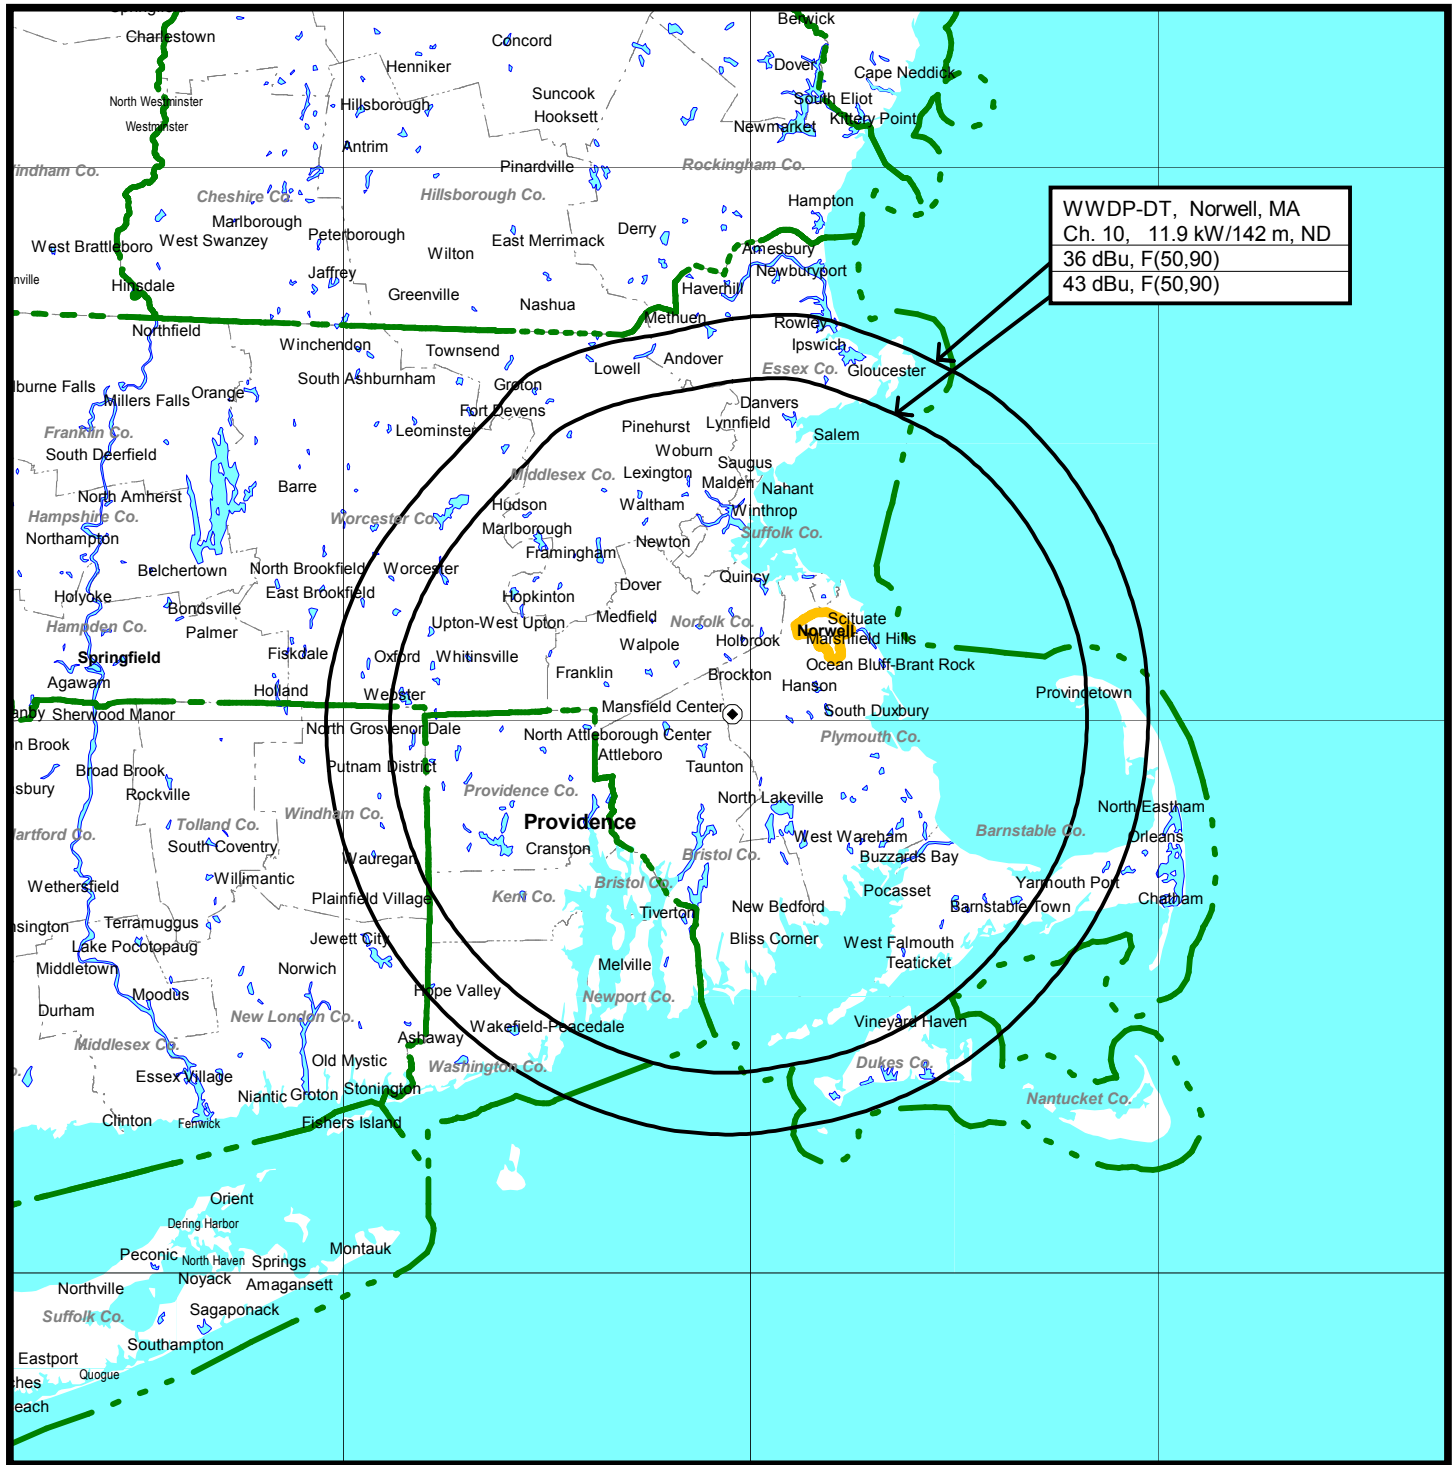 Berwick
Charlestown
Concord
Henniker
Dover
Cape Neddick
North Westminster
Hillsborough
Suncook
South Eliot
Hooksett
Kittery Point
Westminster
Newmarket
Antrim
Pinardville
Rockingham Co.
indham Co.
Cheshire Co.
Hillsborough Co.
Hampton
WWDP-DT, Norwell, MA
Ch. 10, 11.9 kW/142 m, ND
36 dBu, F(50,90)
43 dBu, F(50,90)
Marlborough
Derry
Peterborough
West Swanzey
East Merrimack
West Brattleboro
Wilton
Amesbury
Newburyport
Jaffrey
nville
Hinsdale
Haverhill
Greenville
Nashua
Methuen
Rowley
Northfield
Winchendon
Ipswich
Townsend
Andover
Lowell
Essex Co.
Gloucester
South Ashburnham
lburne Falls
Groton
Orange
Millers Falls
Danvers
Fort Devens
Lynnfield
Pinehurst
Leominster
Franklin Co.
Salem
Woburn
South Deerfield
Saugus
Middlesex Co.
Lexington
Malden
Barre
Nahant
North Amherst
Hudson
Waltham
Winthrop
Hampshire Co.
Worcester Co.
Marlborough
Suffolk Co.
Northampton
Newton
Framingham
Belchertown
North Brookfield
Worcester
Quincy
Dover
East Brookfield
Holyoke
Hopkinton
Bondsville
Medfield
Scituate
Norfolk Co.
Upton-West Upton
Hampden Co.
Palmer
Norwell
Marshfield Hills
Holbrook
Walpole
Fiskdale
Oxford
Whitinsville
Springfield
Ocean Bluff-Brant Rock
Franklin
Brockton
Agawam
Hanson
Holland
Webster
Provincetown
Mansfield Center
South Duxbury
anby
Sherwood Manor
North Grosvenor Dale
North Attleborough Center
Plymouth Co.
n Brook
Attleboro
Putnam District
Taunton
Broad Brook
sbury
Rockville
Providence Co.
North Lakeville
North Eastham
Windham Co.
Providence
Tolland Co.
Barnstable Co.
artford Co.
West Wareham
Orleans
South Coventry
Cranston
Bristol Co.
Wauregan
Buzzards Bay
Willimantic
Wethersfield
Bristol Co.
Yarmouth Port
Pocasset
Plainfield Village
Kent Co.
Chatham
New Bedford
Barnstable Town
Tiverton
Terramuggus
nsington
Jewett City
Bliss Corner
West Falmouth
Lake Pocotopaug
Teaticket
Middletown
Norwich
Melville
Hope Valley
Moodus
Newport Co.
Durham
New London Co.
Vineyard Haven
Wakefield-Peacedale
Ashaway
Middlesex Co.
Old Mystic
Washington Co.
Dukes Co.
Essex Village
Stonington
Niantic
Groton
Nantucket Co.
Clinton
Fenwick
Fishers Island
Orient
Dering Harbor
Montauk
Peconic
North Haven
Springs
Noyack
Amagansett
Northville
Sagaponack
Suffolk Co.
Southampton
Eastport
Quogue
ches
each